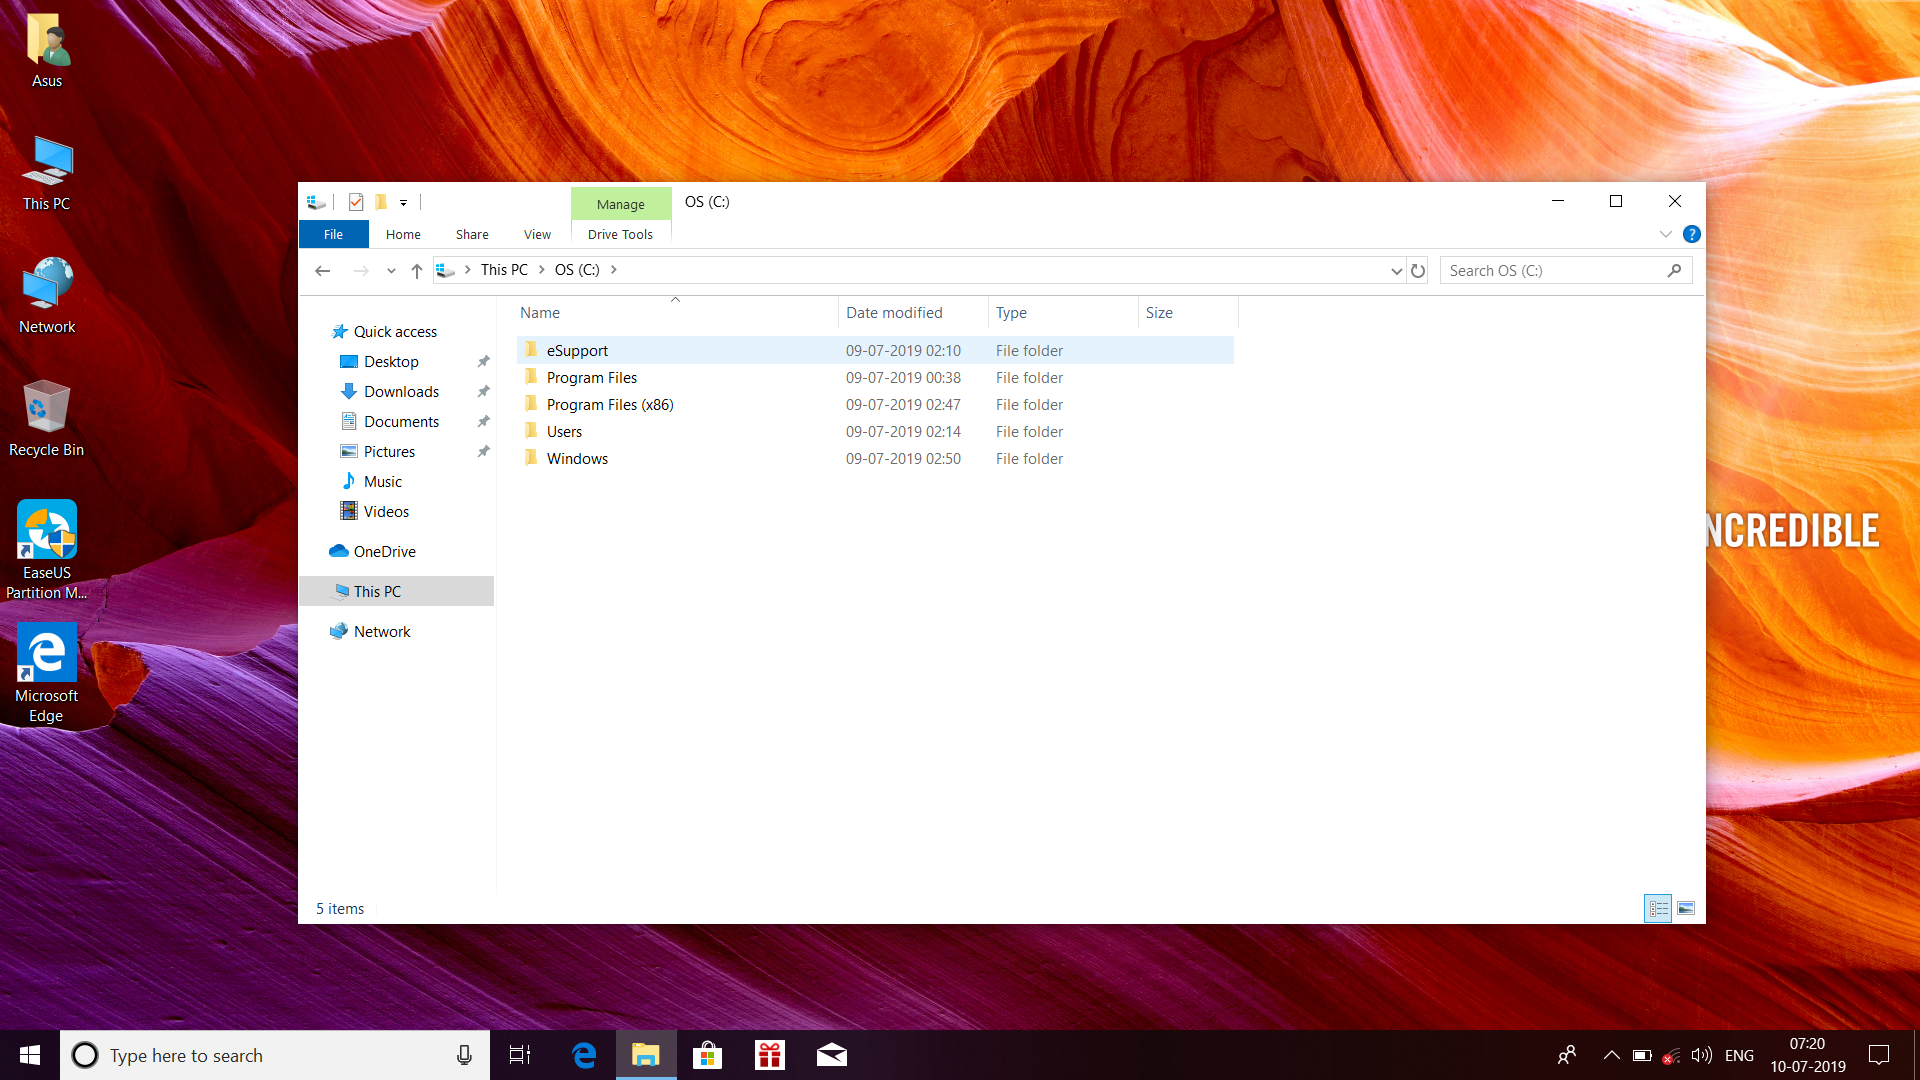 Asus
This PC
Network
Recycle Bin
EaseUS
Partition M...
Microsoft
Edge
Manage
OS (C:)
File
Home
Share
View
Drive Tools
This PC
OS (C:)
Search OS (C:)
Name
Date modified
Type
Size
Quick access
Desktop
Downloads
Documents
Pictures
Music
Videos
OneDrive
This PC
Network
eSupport 09-07-2019 02:10 File folder
Program Files 09-07-2019 00:38 File folder
Program Files (x86) 09-07-2019 02:47 File folder
Users 09-07-2019 02:14 File folder
Windows 09-07-2019 02:50 File folder
5 items
NCREDIBLE
Type here to search
ENG
07:20
10-07-2019